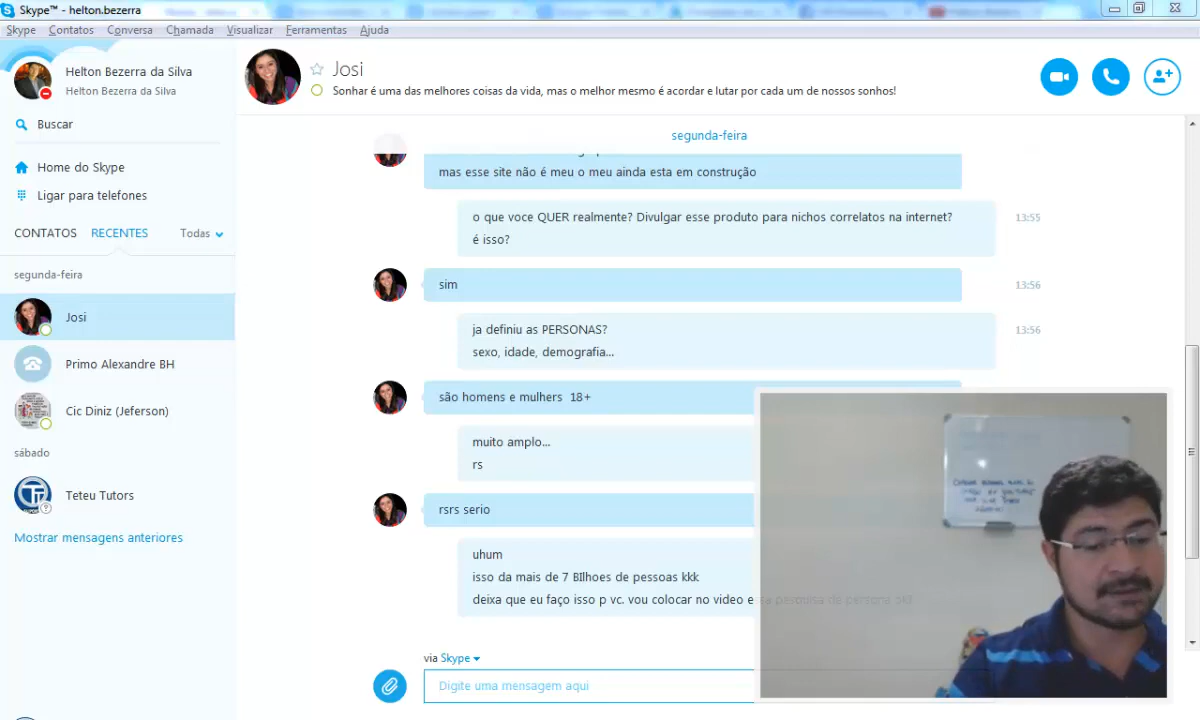 Skype™ - helton.bezerra
Skype Contatos Conversa Chamada Visualizar Ferramentas Ajuda
Helton Bezerra da Silva
Helton Bezerra da Silva
Buscar
Home do Skype
Ligar para telefones
CONTATOS RECENTES Todas
segunda-feira
Josi
Primo Alexandre BH
Cic Diniz (Jeferson)
sábado
Teteu Tutors
Mostrar mensagens anteriores
Josi
Sonhar é uma das melhores coisas da vida, mas o melhor mesmo é acordar e lutar por cada um de nossos sonhos!
segunda-feira
mas esse site não é meu o meu ainda esta em construção
o que voce QUER realmente? Divulgar esse produto para nichos correlatos na internet? 13:55
é isso?
sim 13:56
ja definiu as PERSONAS? 13:56
sexo, idade, demografia...
são homens e mulhers 18+
muito amplo...
rs
rsrs serio
uhum
isso da mais de 7 BIlhoes de pessoas kkk
deixa que eu faço isso p vc. vou colocar no video essa pesquisa de persona ok?
via Skype
Digite uma mensagem aqui